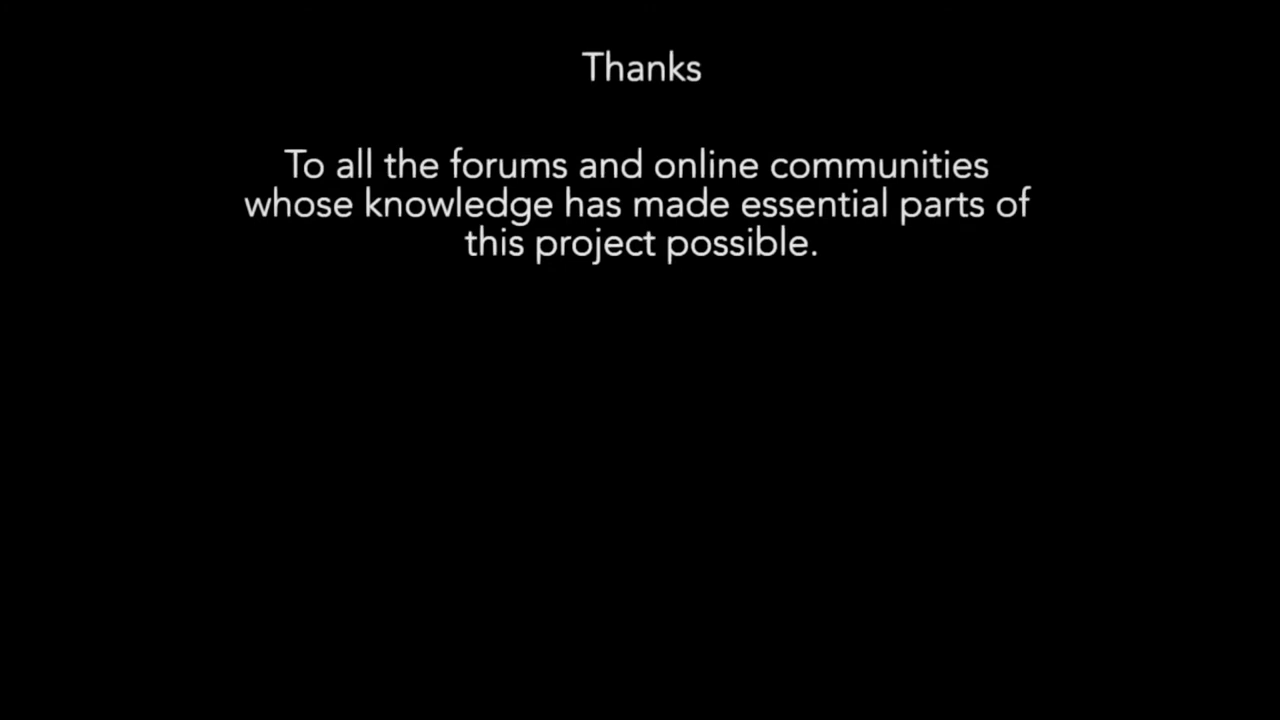 Thanks
To all the forums and online communities
whose knowledge has made essential parts of
this project possible.